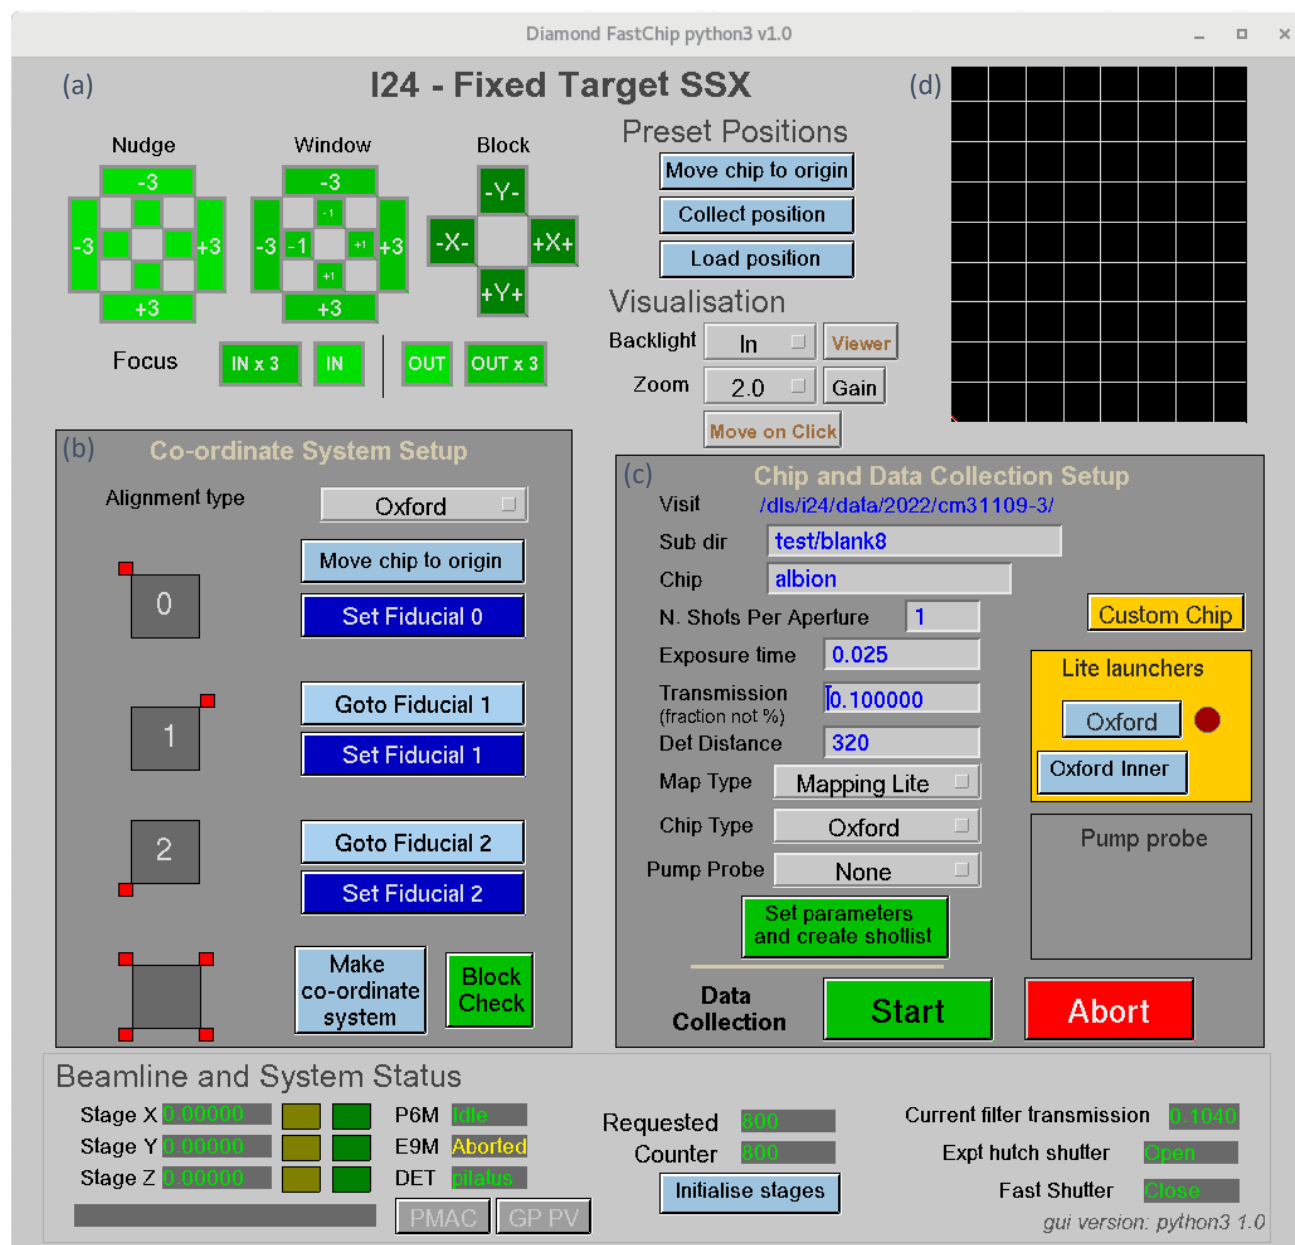 Diamond FastChip python3 v1.0
(a)
I24 - Fixed Target SSX
(d)
Nudge
Window
Block
-3
-3
+3
+3
-3
-1
-3
-1
+1
+3
+1
+3
-Y-
-X-
+X+
+Y+
Focus
IN x 3
IN
OUT
OUT x 3
Preset Positions
Move chip to origin
Collect position
Load position
Visualisation
Backlight
In
Viewer
Zoom
2.0
Gain
Move on Click
(b)
Co-ordinate System Setup
Alignment type
Oxford
0
Move chip to origin
Set Fiducial 0
1
Goto Fiducial 1
Set Fiducial 1
2
Goto Fiducial 2
Set Fiducial 2
Make
co-ordinate
system
Block
Check
(c)
Chip and Data Collection Setup
Visit
/dls/i24/data/2022/cm31109-3/
Sub dir
test/blank8
Chip
albion
N. Shots Per Aperture
1
Exposure time
0.025
Transmission
(fraction not %)
0.100000
Det Distance
320
Map Type
Mapping Lite
Chip Type
Oxford
Pump Probe
None
Custom Chip
Lite launchers
Oxford
Oxford Inner
Pump probe
Set parameters
and create shotlist
Data
Collection
Start
Abort
Beamline and System Status
Stage X
0.00000
Stage Y
0.00000
Stage Z
0.00000
P6M
Idle
E9M
Aborted
DET
pilatus
PMAC
GP PV
Requested
800
Counter
800
Initialise stages
Current filter transmission
0.1040
Expt hutch shutter
Open
Fast Shutter
Close
gui version: python3 1.0